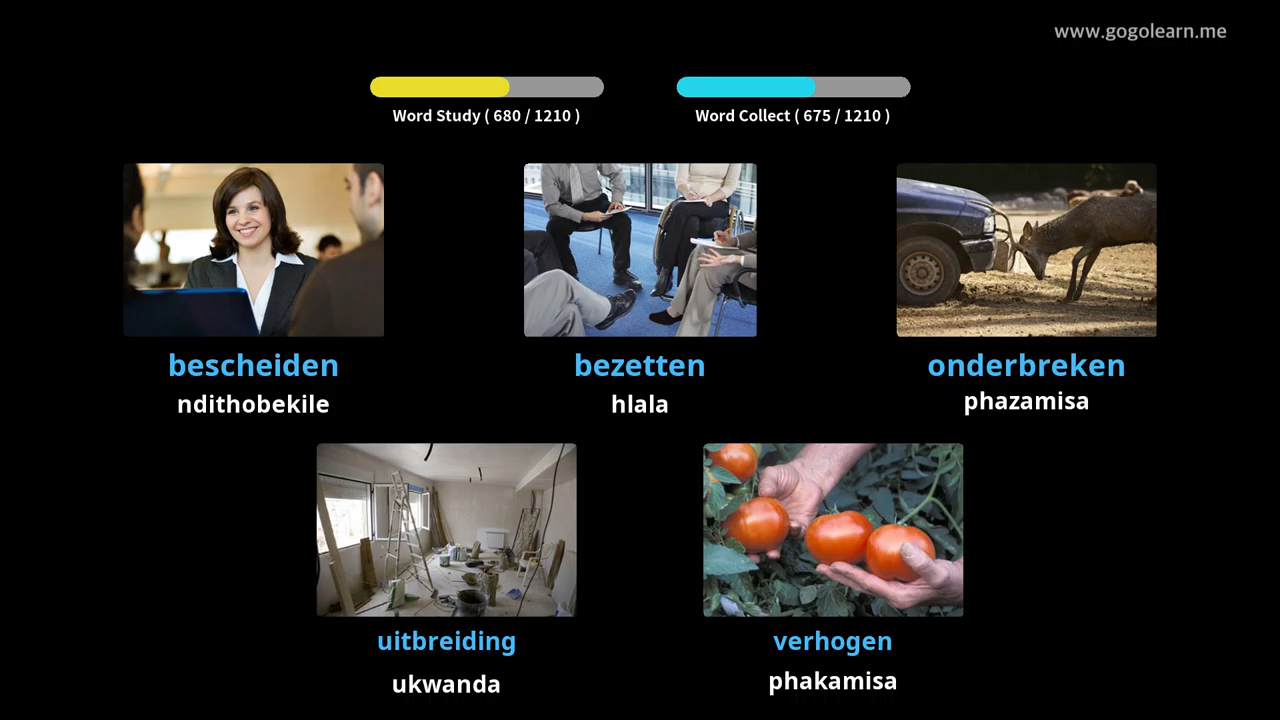 www.gogolearn.me
Word Study ( 680 / 1210 )
Word Collect ( 675 / 1210 )
bescheiden
ndithobekile
bezetten
hlala
onderbreken
phazamisa
uitbreiding
ukwanda
verhogen
phakamisa